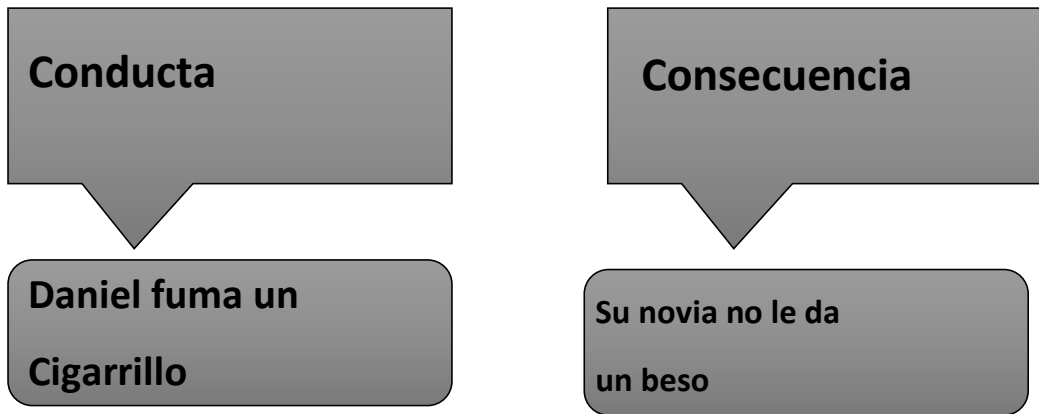 Conducta
Consecuencia
Daniel fuma un
Cigarrillo
Su novia no le da
un beso